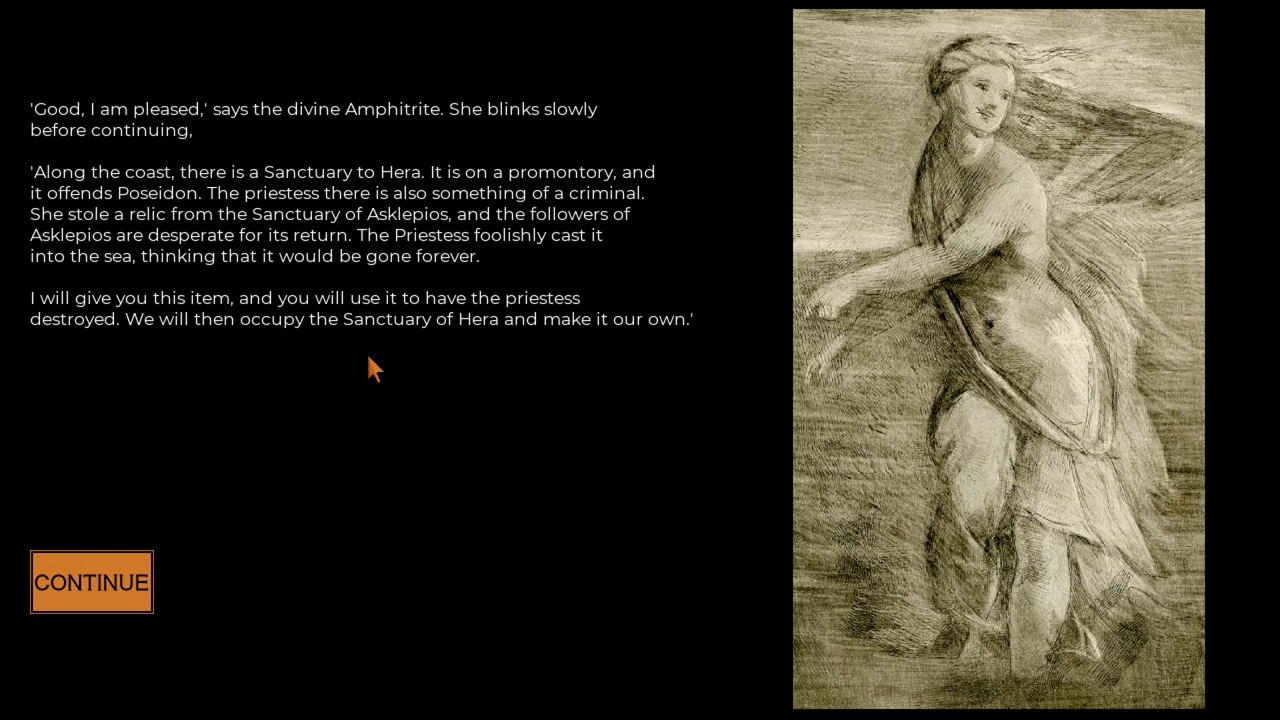 'Good, I am pleased,' says the divine Amphitrite. She blinks slowly
before continuing,
'Along the coast, there is a Sanctuary to Hera. It is on a promontory, and
it offends Poseidon. The priestess there is also something of a criminal.
She stole a relic from the Sanctuary of Asklepios, and the followers of
Asklepios are desperate for its return. The Priestess foolishly cast it
into the sea, thinking that it would be gone forever.
I will give you this item, and you will use it to have the priestess
destroyed. We will then occupy the Sanctuary of Hera and make it our own.'
CONTINUE